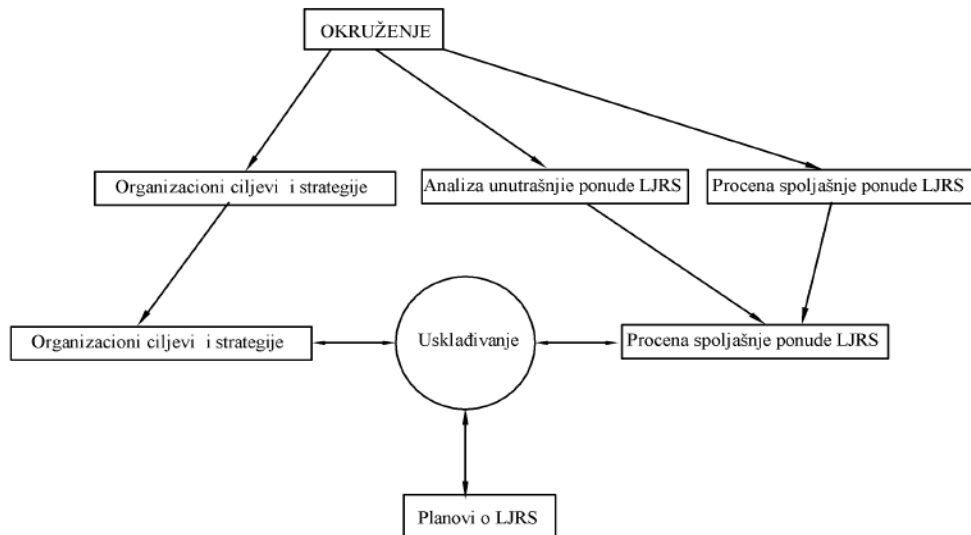 OKRUŽENJE
Organizacioni ciljevi i strategije
Analiza unutrašnjie ponude LJRS
Procena spoljašnje ponude LJRS
Organizacioni ciljevi i strategije
Usklađivanje
Procena spoljašnje ponude LJRS
Planovi o LJRS